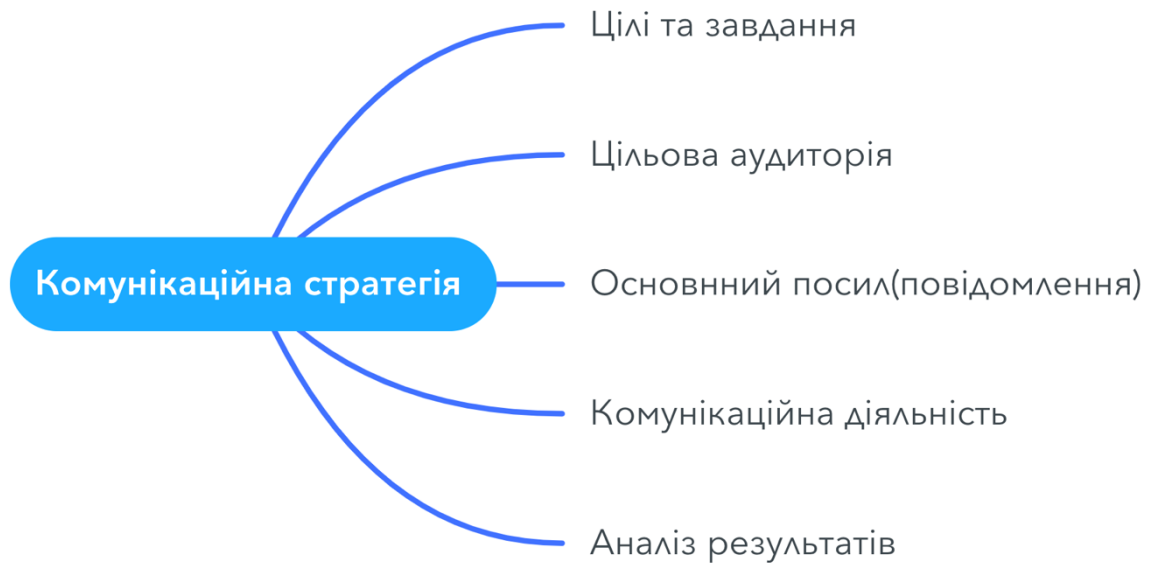 Цілі та завдання
Цільова аудиторія
Комунікаційна стратегія
Основнний посил(повідомлення)
Комунікаційна діяльність
Аналіз результатів